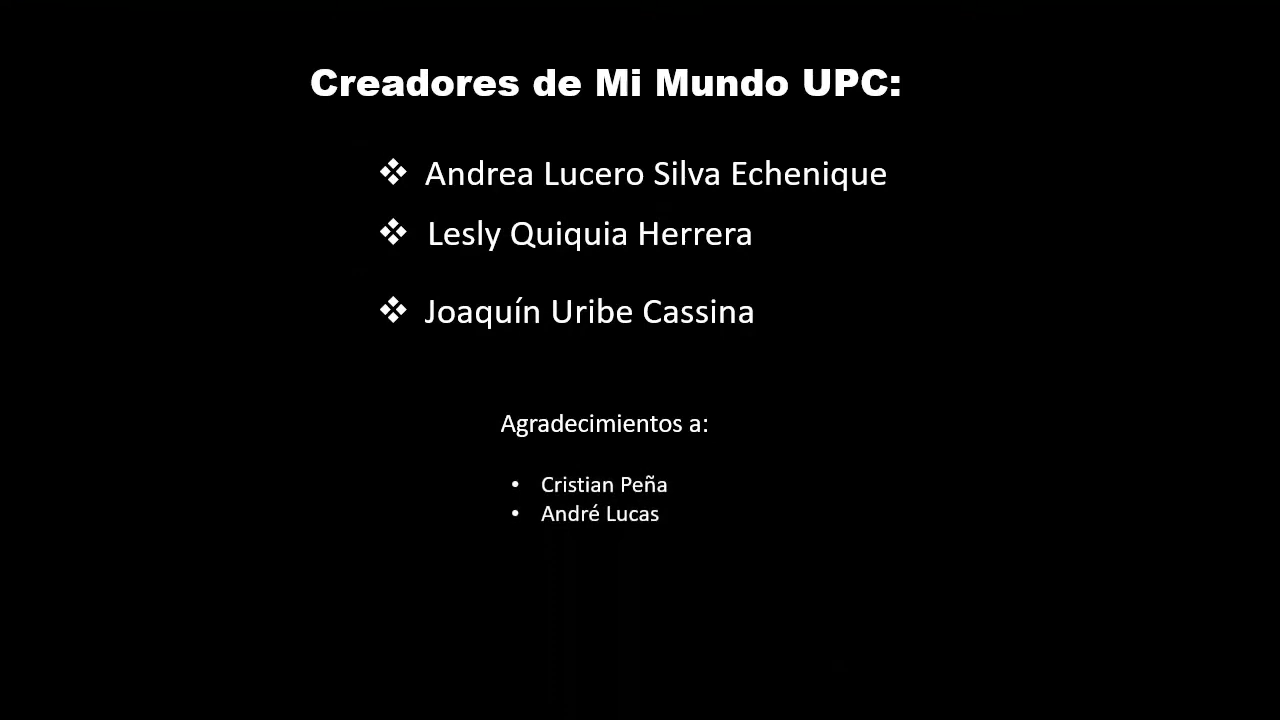 Creadores de Mi Mundo UPC:
❖ Andrea Lucero Silva Echenique
❖ Lesly Quiquia Herrera
❖ Joaquín Uribe Cassina
Agradecimientos a:
• Cristian Peña
• André Lucas